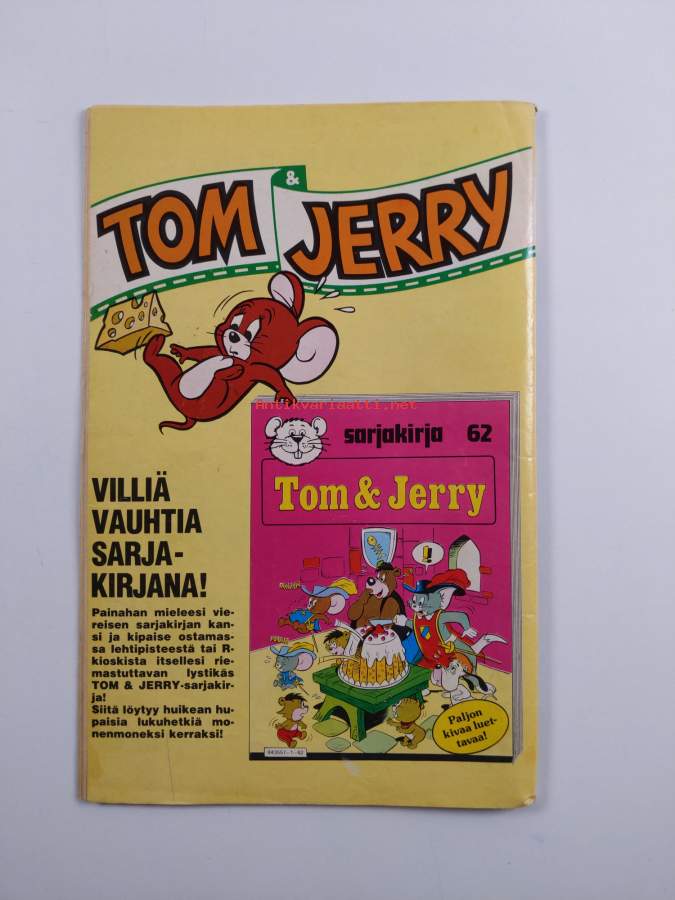 TOM & JERRY
Antikvariaatti.net
sarjakirja 62
Tom & Jerry
!
VILLIÄ
VAUHTIA
SARJA-
KIRJANA!
Painahan mieleesi vie-
reisen sarjakirjan kan-
si ja kipaise ostamas-
sa lehtipisteestä tai R-
kioskista itsellesi rie-
mastuttavan lystikäs
TOM & JERRY-sarjakir-
ja!
Siitä löytyy huikean hu-
paisia lukuhetkiä mo-
nenmoneksi kerraksi!
Paljon
kivaa luet-
tavaa!